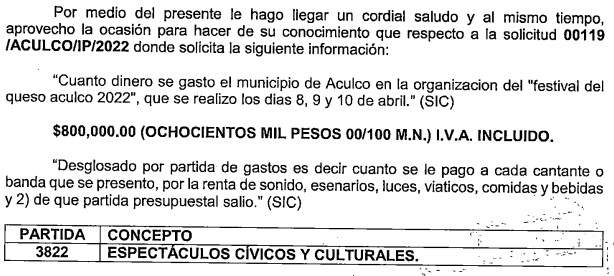 Por medio del presente le hago llegar un cordial saludo y al mismo tiempo,
aprovecho la ocasión para hacer de su conocimiento que respecto a la solicitud 00119
/ACULCO/IP/2022 donde solicita la siguiente información:
"Cuanto dinero se gasto el municipio de Aculco en la organizacion del "festival del
queso aculco 2022", que se realizo los dias 8, 9 y 10 de abril." (SIC)
$800,000.00 (OCHOCIENTOS MIL PESOS 00/100 M.N.) I.V.A. INCLUIDO.
"Desglosado por partida de gastos es decir cuanto se le pago a cada cantante o
banda que se presento, por la renta de sonido, esenarios, luces, viaticos, comidas y bebidas
y 2) de que partida presupuestal salio." (SIC)
PARTIDA CONCEPTO
3822 ESPECTÁCULOS CÍVICOS Y CULTURALES.